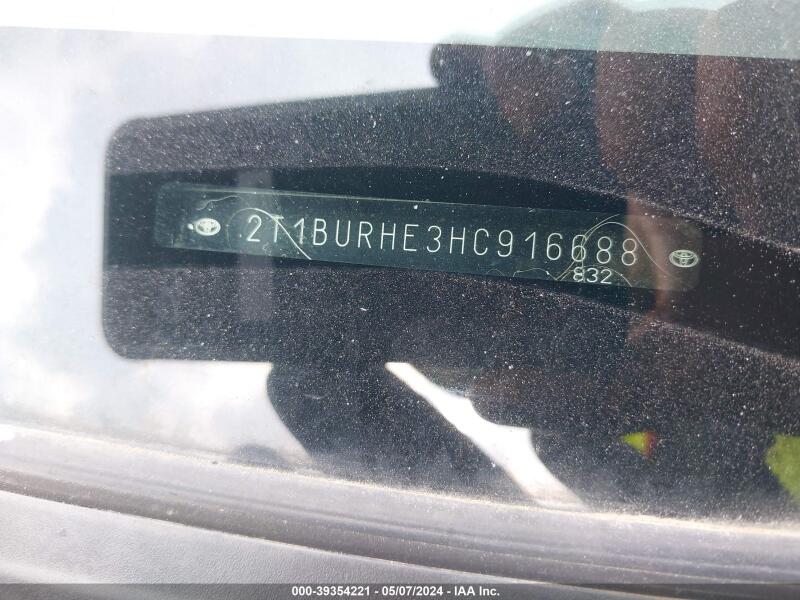 2T1BURHE3HC916688
832
000-39354221 - 05/07/2024 - IAA Inc.